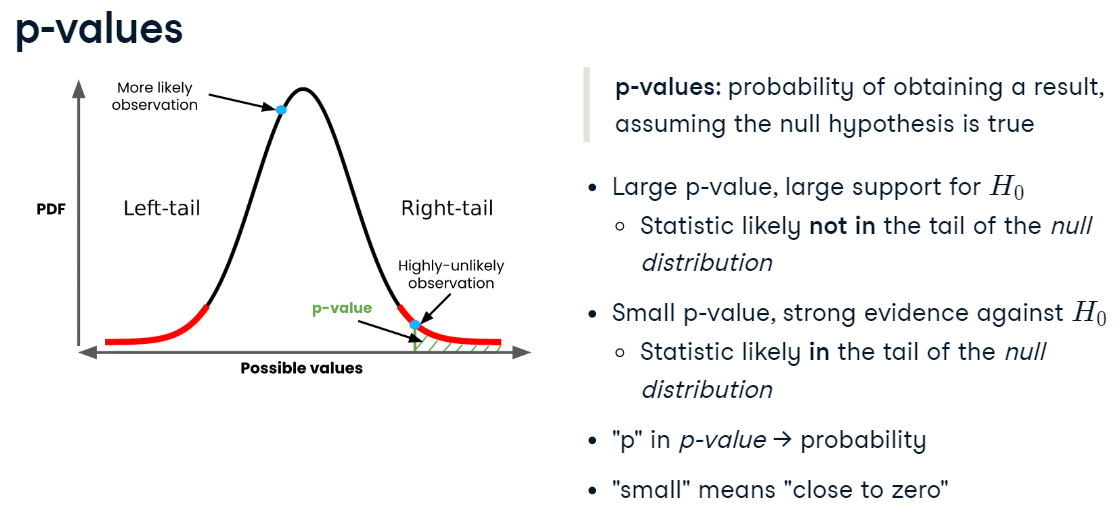 p-values
More likely
observation
PDF
Left-tail
Right-tail
Highly-unlikely
observation
p-value
Possible values
p-values: probability of obtaining a result,
assuming the null hypothesis is true
• Large p-value, large support for H₀
○ Statistic likely not in the tail of the null
distribution
• Small p-value, strong evidence against H₀
○ Statistic likely in the tail of the null
distribution
• "p" in p-value → probability
• "small" means "close to zero"